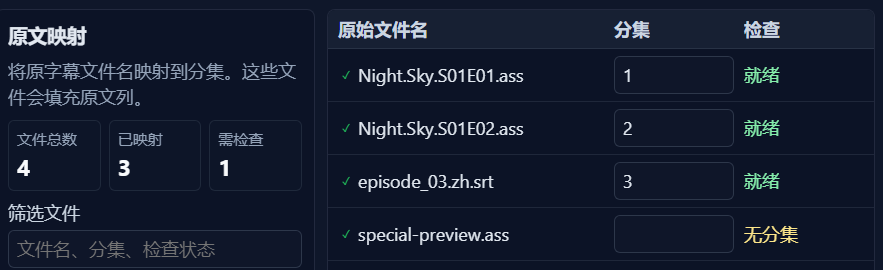 原文映射
将原字幕文件名映射到分集。这些文
件会填充原文列。
文件总数 已映射 需检查
4 3 1
筛选文件
文件名、分集、检查状态
原始文件名 分集 检查
✓ Night.Sky.S01E01.ass 1 就绪
✓ Night.Sky.S01E02.ass 2 就绪
✓ episode_03.zh.srt 3 就绪
✓ special-preview.ass 无分集